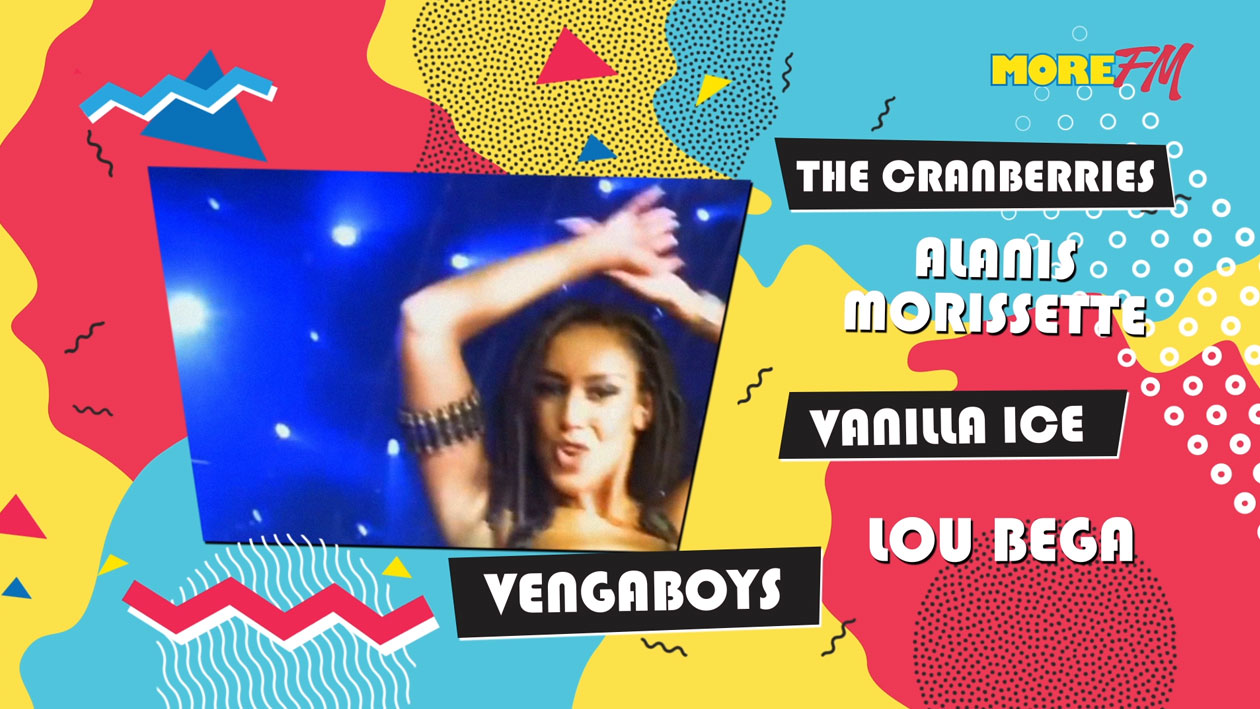 MOREFM
THE CRANBERRIES
ALANIS
MORISSETTE
VANILLA ICE
LOU BEGA
VENGABOYS